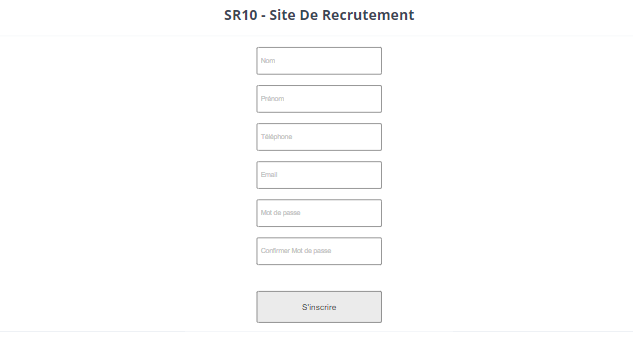 SR10 - Site De Recrutement
Nom
Prénom
Téléphone
Email
Mot de passe
Confirmer Mot de passe
S'inscrire